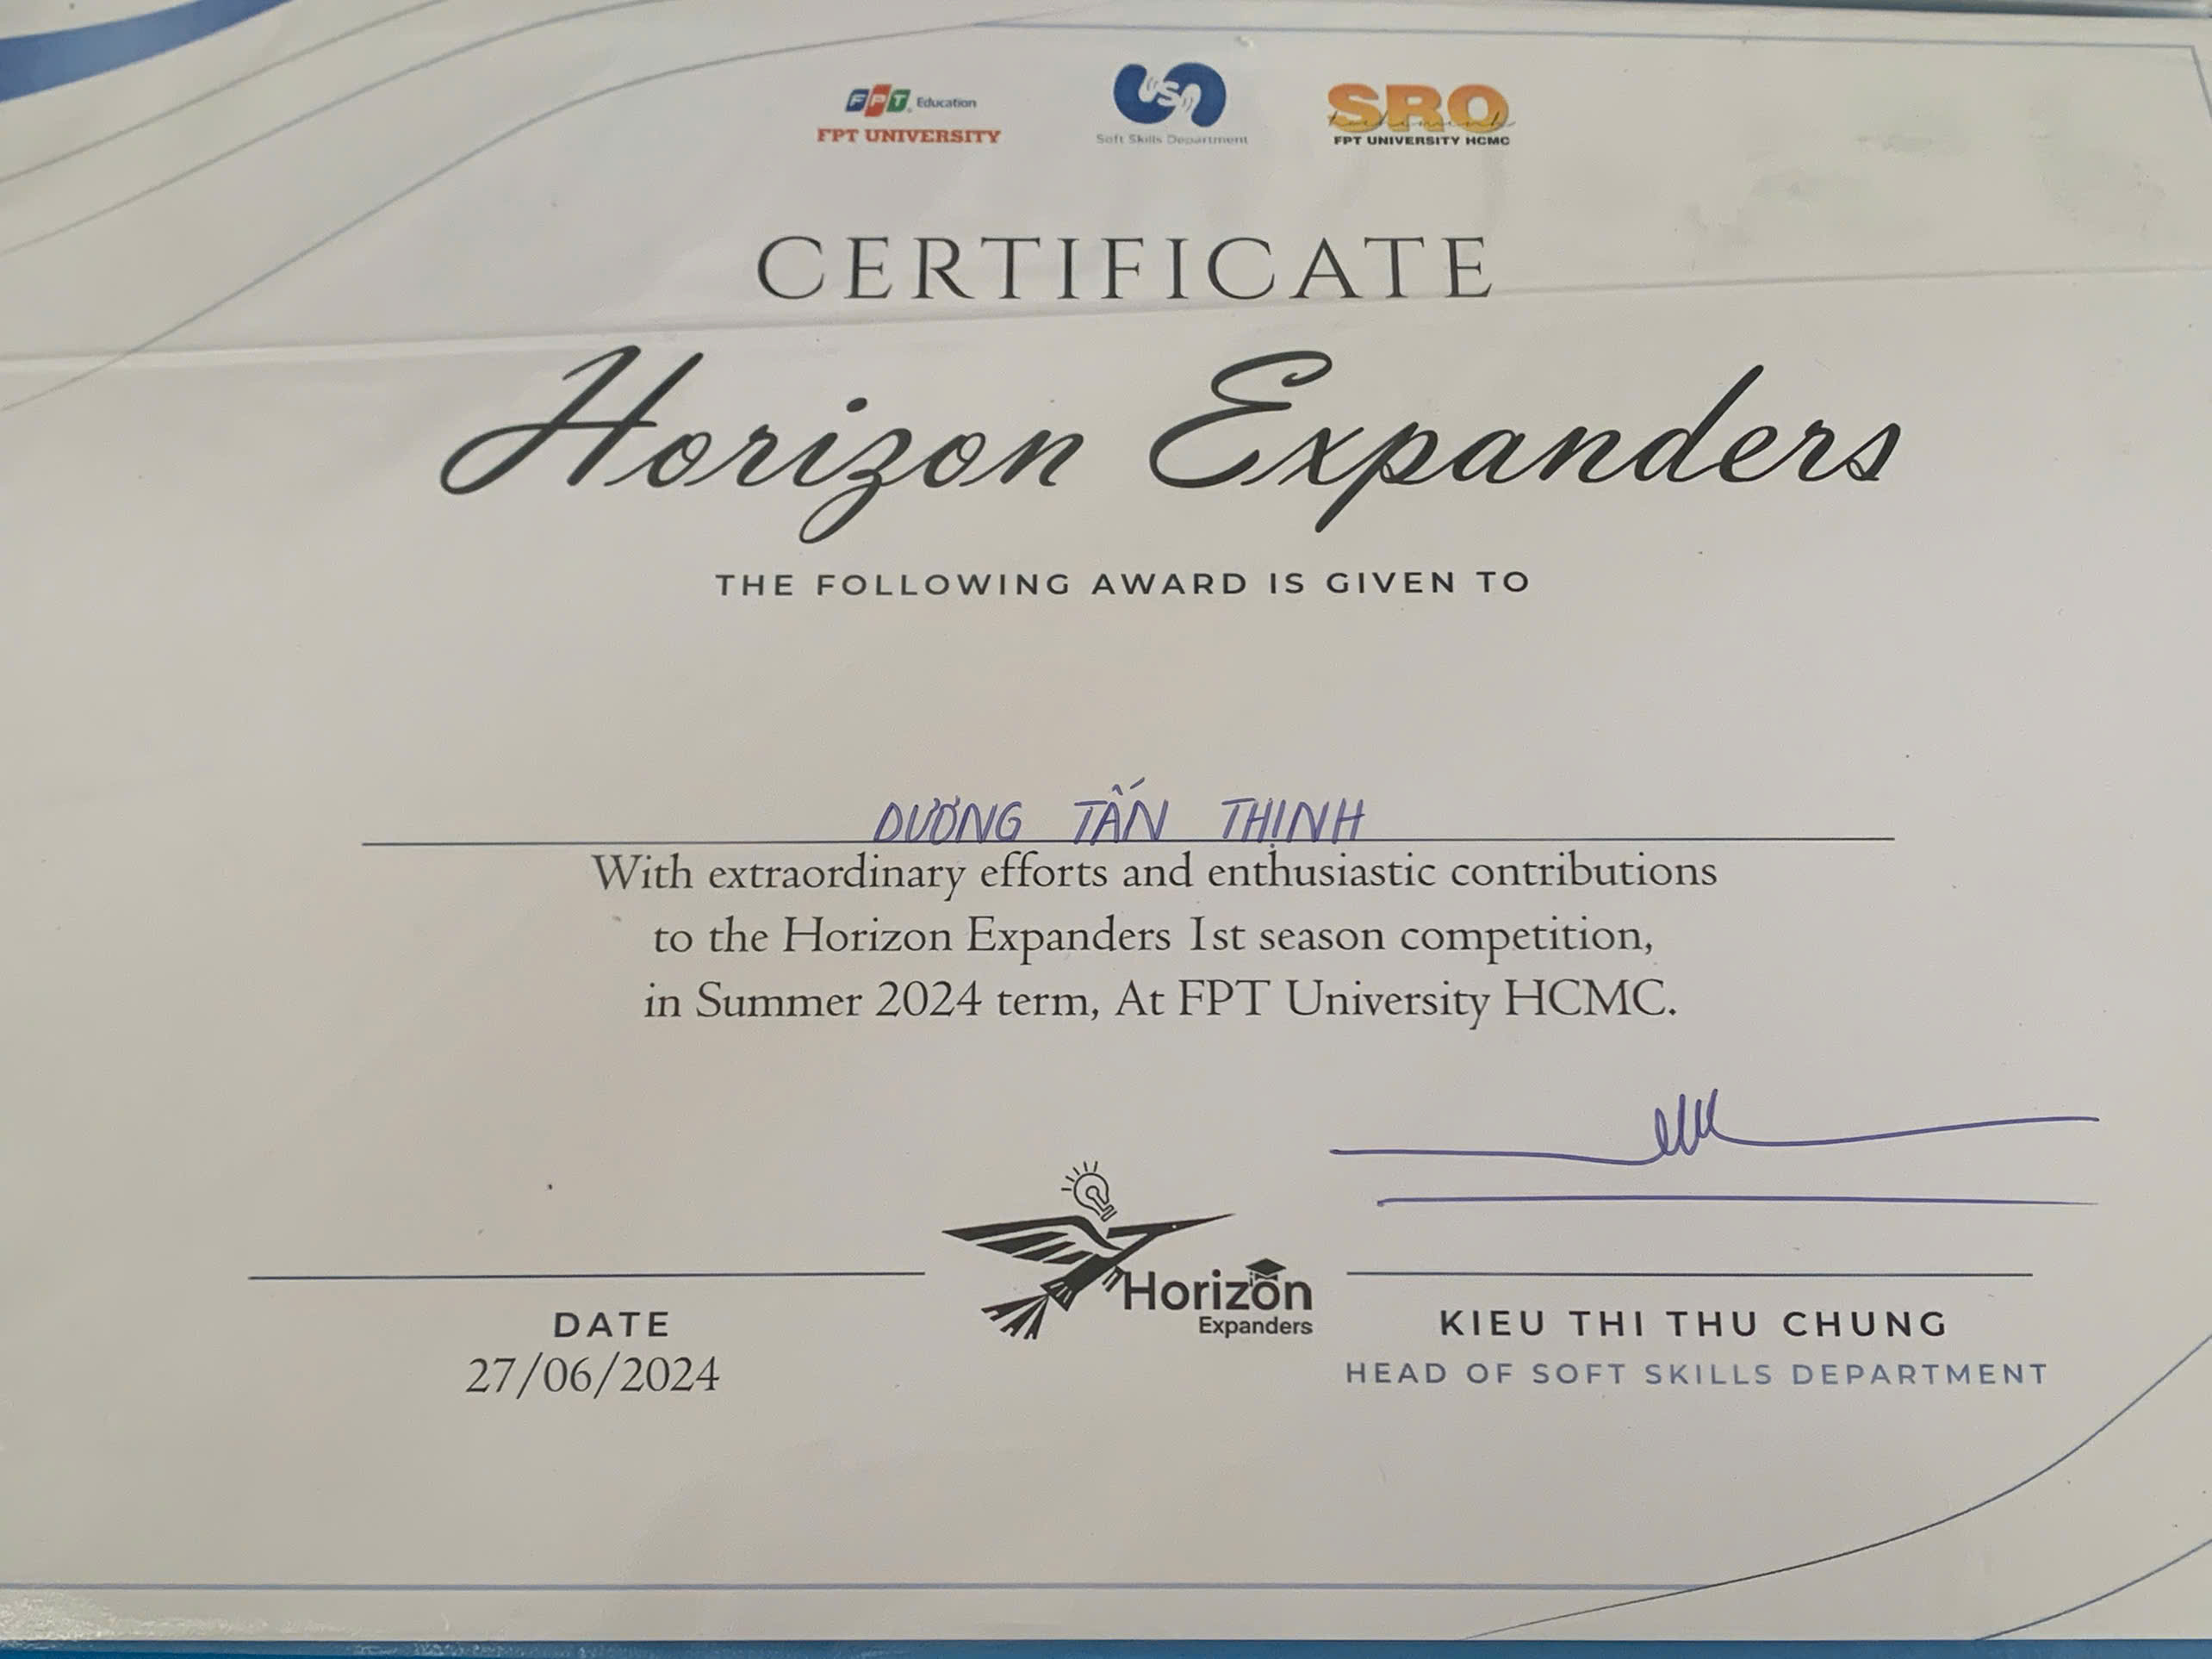 FPT Education
FPT UNIVERSITY
Soft Skills Department
SRO
FPT UNIVERSITY HCMC
CERTIFICATE
Horizon Expanders
THE FOLLOWING AWARD IS GIVEN TO
DƯƠNG TẤN THỊNH
With extraordinary efforts and enthusiastic contributions
to the Horizon Expanders 1st season competition,
in Summer 2024 term, At FPT University HCMC.
Horizon
Expanders
DATE
27/06/2024
KIEU THI THU CHUNG
HEAD OF SOFT SKILLS DEPARTMENT